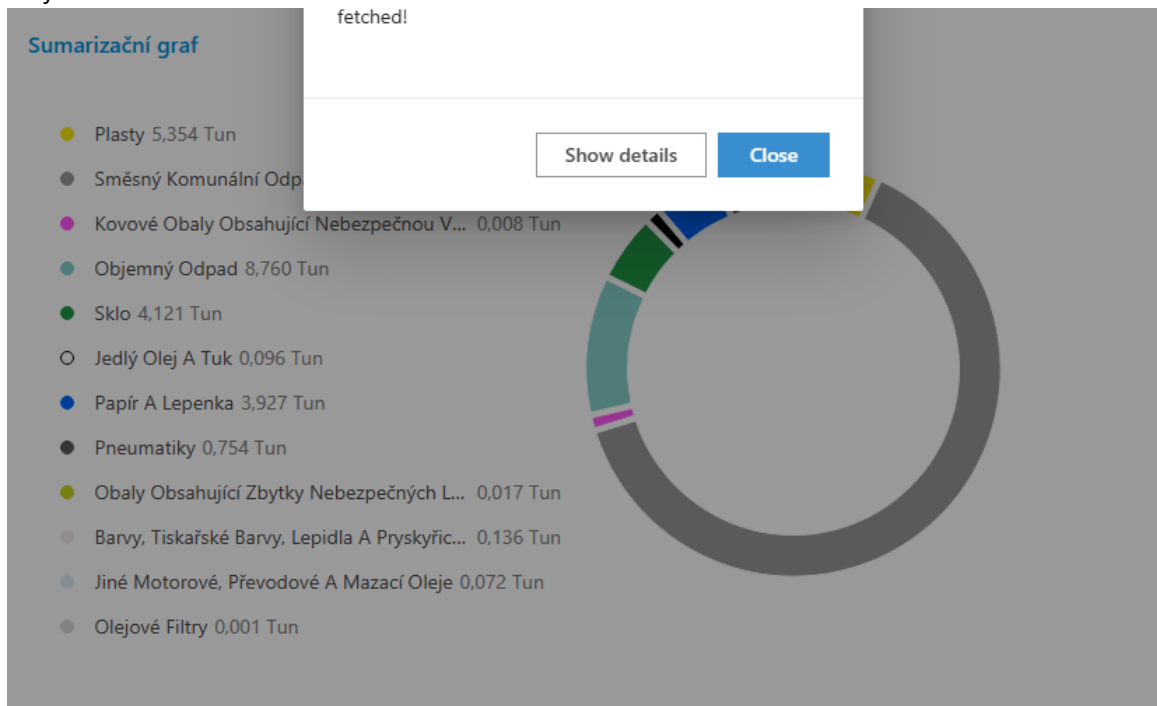 fetched!
Sumarizační graf
Show details
Close
Plasty 5,354 Tun
Směsný Komunální Odp
Kovové Obaly Obsahující Nebezpečnou V... 0,008 Tun
Objemný Odpad 8,760 Tun
Sklo 4,121 Tun
Jedlý Olej A Tuk 0,096 Tun
Papír A Lepenka 3,927 Tun
Pneumatiky 0,754 Tun
Obaly Obsahující Zbytky Nebezpečných L... 0,017 Tun
Barvy, Tiskařské Barvy, Lepidla A Pryskyřic... 0,136 Tun
Jiné Motorové, Převodové A Mazací Oleje 0,072 Tun
Olejové Filtry 0,001 Tun